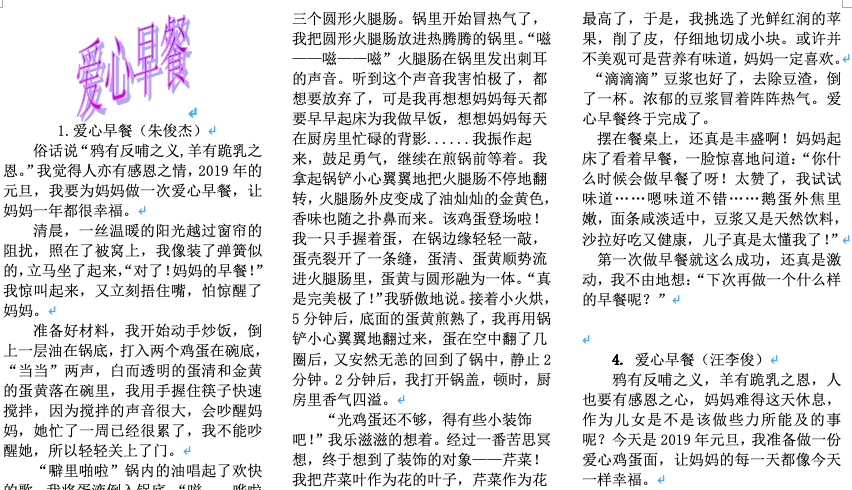 爱心早餐
1.爱心早餐（朱俊杰）
俗话说“鸦有反哺之义,羊有跪乳之
恩。”我觉得人亦有感恩之情，2019 年的
元旦，我要为妈妈做一次爱心早餐，让
妈妈一年都很幸福。
清晨，一丝温暖的阳光越过窗帘的
阻扰，照在了被窝上，我像装了弹簧似
的，立马坐了起来，“对了！妈妈的早餐！”
我惊叫起来，又立刻捂住嘴，怕惊醒了
妈妈。
准备好材料，我开始动手炒饭，倒
上一层油在锅底，打入两个鸡蛋在碗底，
“当当”两声，白而透明的蛋清和金黄
的蛋黄落在碗里，我用手握住筷子快速
搅拌，因为搅拌的声音很大，会吵醒妈
妈，她忙了一周已经很累了，我不能吵
醒她，所以轻轻关上了门。
“噼里啪啦”锅内的油唱起了欢快
三个圆形火腿肠。锅里开始冒热气了，
我把圆形火腿肠放进热腾腾的锅里。“嗞
——嗞——嗞”火腿肠在锅里发出刺耳
的声音。听到这个声音我害怕极了，都
想要放弃了，可是我再想想妈妈每天都
要早早起床为我做早饭，想想妈妈每天
在厨房里忙碌的背影......我振作起
来，鼓足勇气，继续在煎锅前等着。我
拿起锅铲小心翼翼地把火腿肠不停地翻
转，火腿肠外皮变成了油灿灿的金黄色，
香味也随之扑鼻而来。该鸡蛋登场啦！
我一只手握着蛋，在锅边缘轻轻一敲，
蛋壳裂开了一条缝，蛋清、蛋黄顺势流
进火腿肠里，蛋黄与圆形融为一体。“真
是完美极了！”我骄傲地说。接着小火烘，
5 分钟后，底面的蛋黄煎熟了，我再用锅
铲小心翼翼地翻过来，蛋在空中翻了几
圈后，又安然无恙的回到了锅中，静止 2
分钟。2 分钟后，我打开锅盖，顿时，厨
房里香气四溢。
“光鸡蛋还不够，得有些小装饰
吧！”我乐滋滋的想着。经过一番苦思冥
想，终于想到了装饰的对象——芹菜！
我把芹菜叶作为花的叶子，芹菜作为花
最高了，于是，我挑选了光鲜红润的苹
果，削了皮，仔细地切成小块。或许并
不美观可是营养有味道，妈妈一定喜欢。
“滴滴滴”豆浆也好了，去除豆渣，倒
了一杯。浓郁的豆浆冒着阵阵热气。爱
心早餐终于完成了。
摆在餐桌上，还真是丰盛啊！妈妈起
床了看着早餐，一脸惊喜地问道：“你什
么时候会做早餐了呀！太赞了，我试试
味道……嗯味道不错……鹅蛋外焦里
嫩，面条咸淡适中，豆浆又是天然饮料，
沙拉好吃又健康，儿子真是太懂我了！”
第一次做早餐就这么成功，还真是激
动，我不由地想：“下次再做一个什么样
的早餐呢？”
4. 爱心早餐（汪李俊）
鸦有反哺之义，羊有跪乳之恩，人
也要有感恩之心，妈妈难得这天休息，
作为儿女是不是该做些力所能及的事
呢？今天是 2019 年元旦，我准备做一份
爱心鸡蛋面，让妈妈的每一天都像今天
一样幸福。